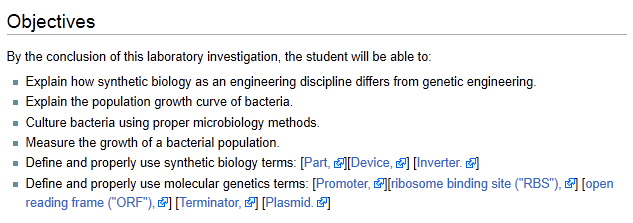 Objectives
By the conclusion of this laboratory investigation, the student will be able to:
Explain how synthetic biology as an engineering discipline differs from genetic engineering.
Explain the population growth curve of bacteria.
Culture bacteria using proper microbiology methods.
Measure the growth of a bacterial population.
Define and properly use synthetic biology terms: [Part, ][Device, ] [Inverter. ]
Define and properly use molecular genetics terms: [Promoter, ][ribosome binding site ("RBS"), ] [open
reading frame ("ORF"), ] [Terminator, ] [Plasmid. ]